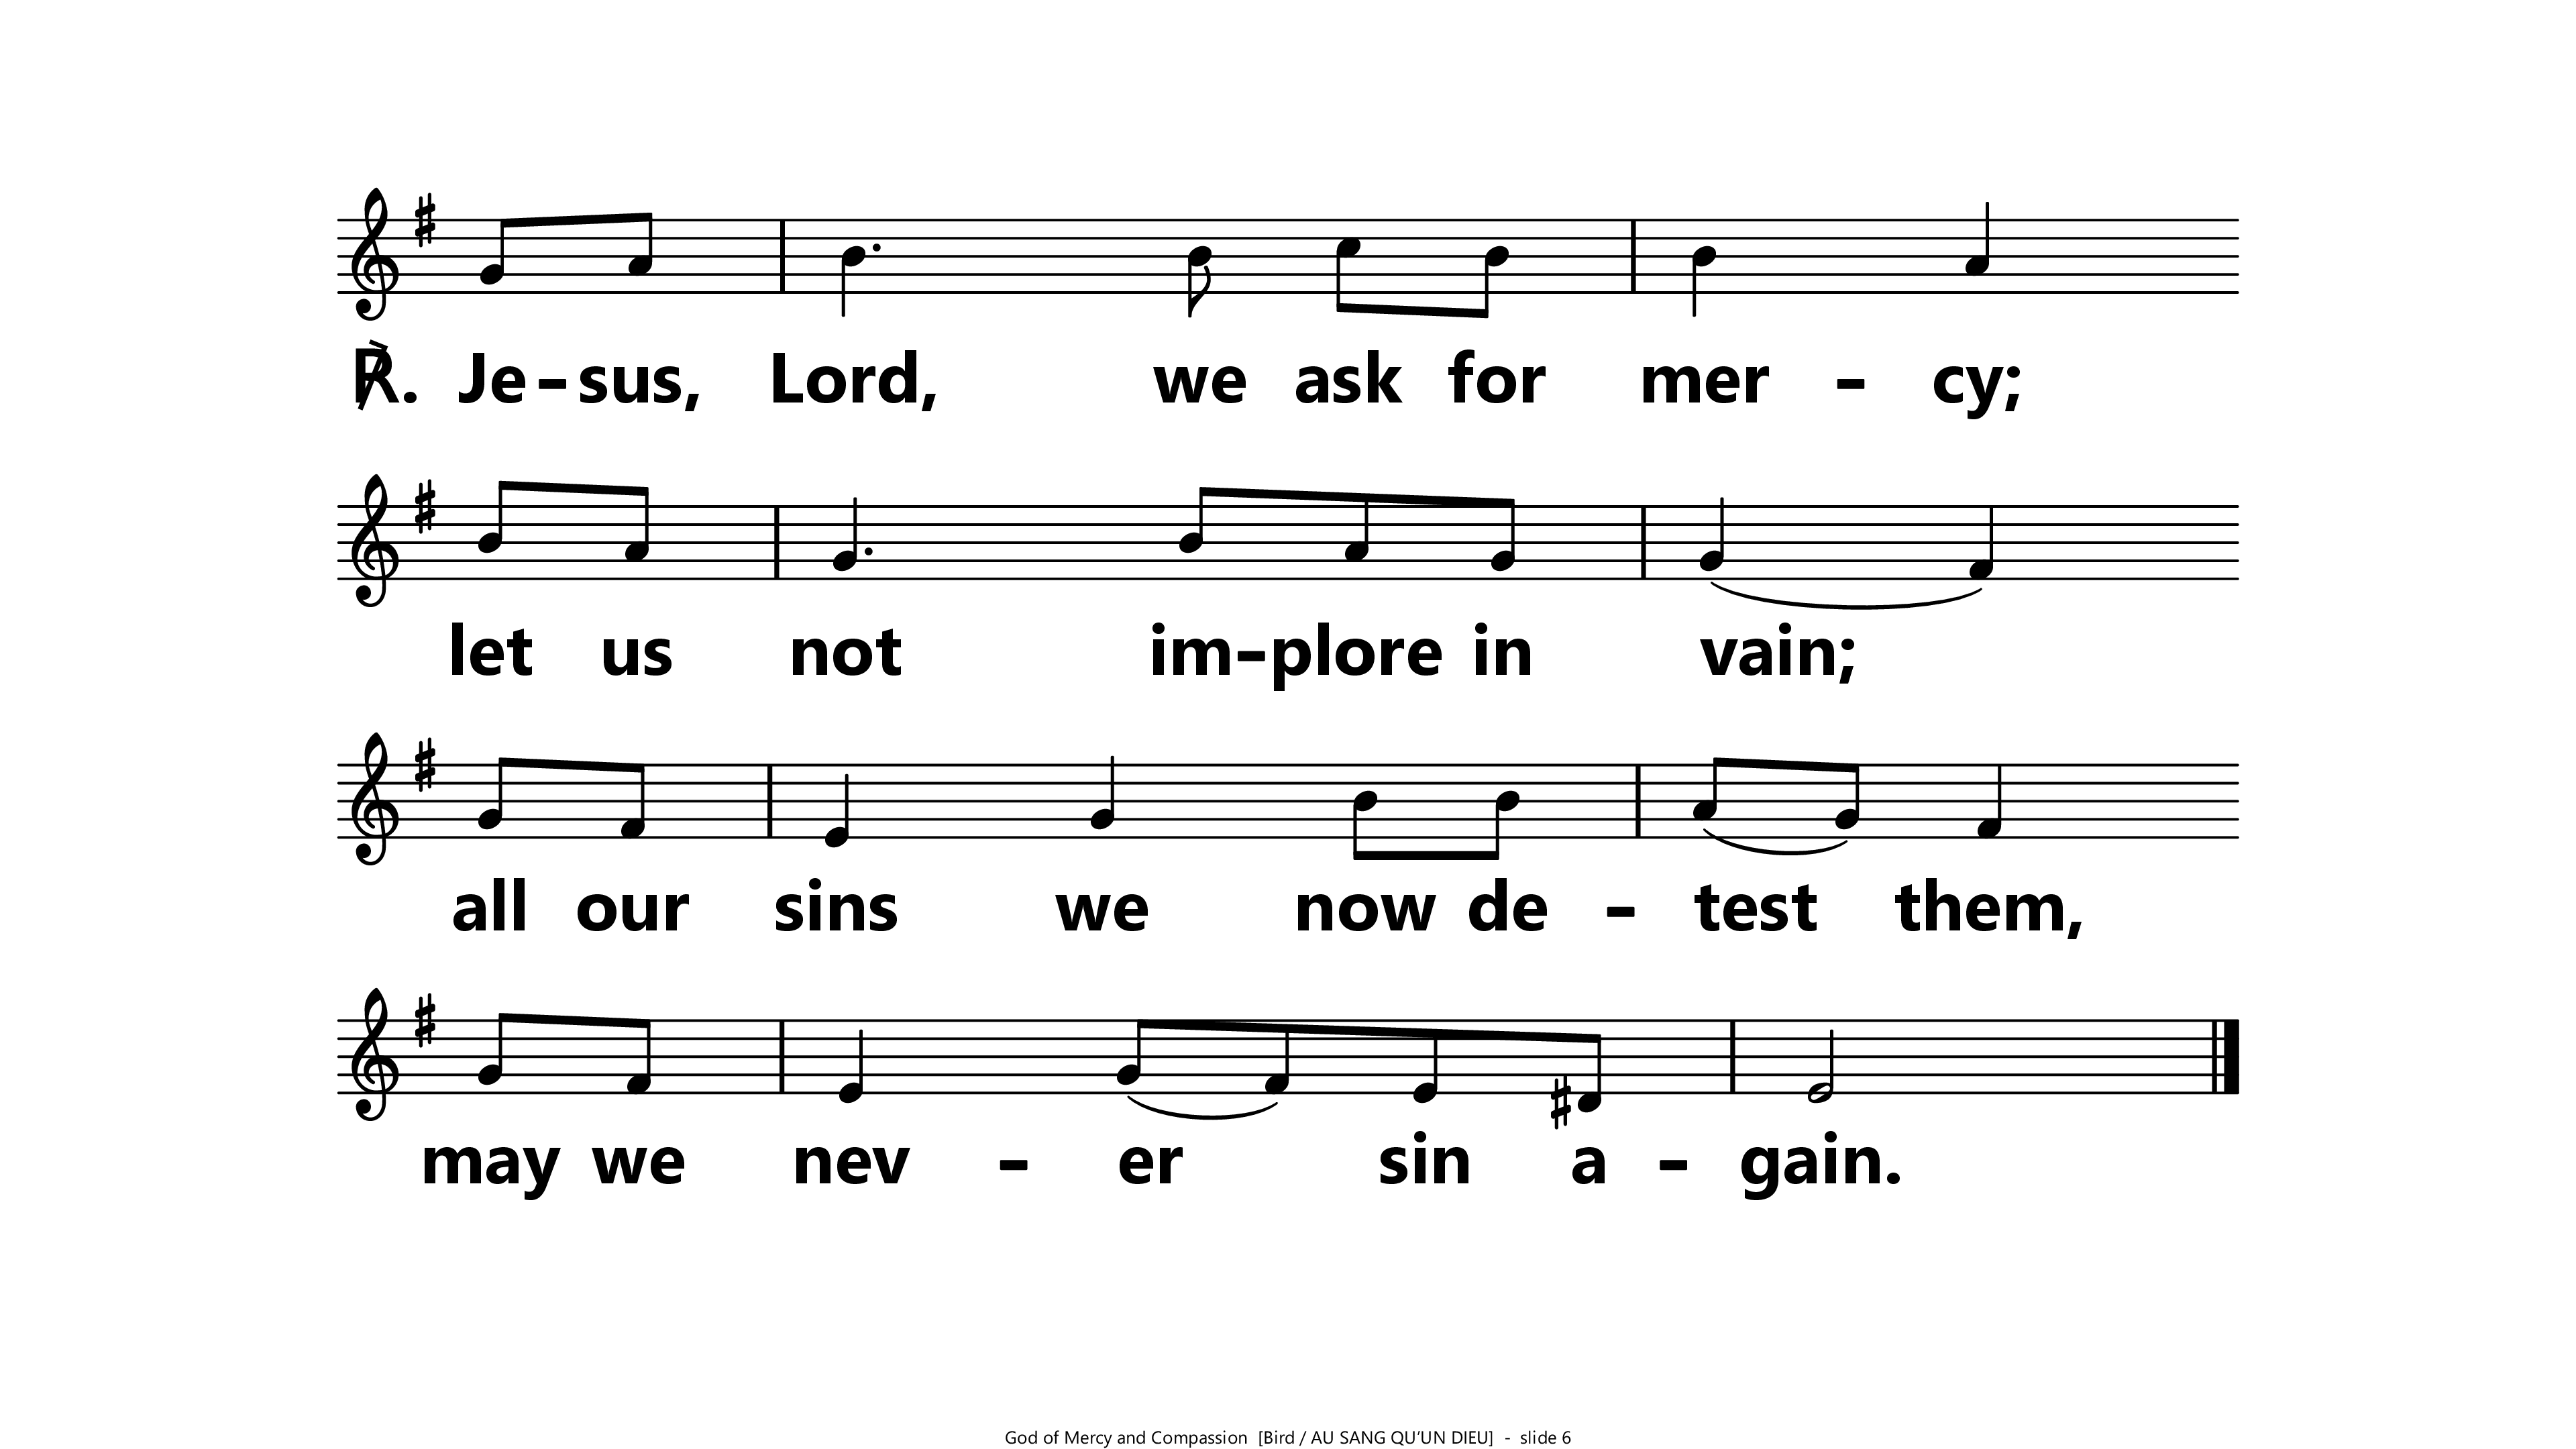 ℟. Je-sus, Lord, we ask for mer - cy;
let us not im-plore in vain;
all our sins we now de - test them,
may we nev - er sin a - gain.
God of Mercy and Compassion [Bird / AU SANG QU’UN DIEU] - slide 6